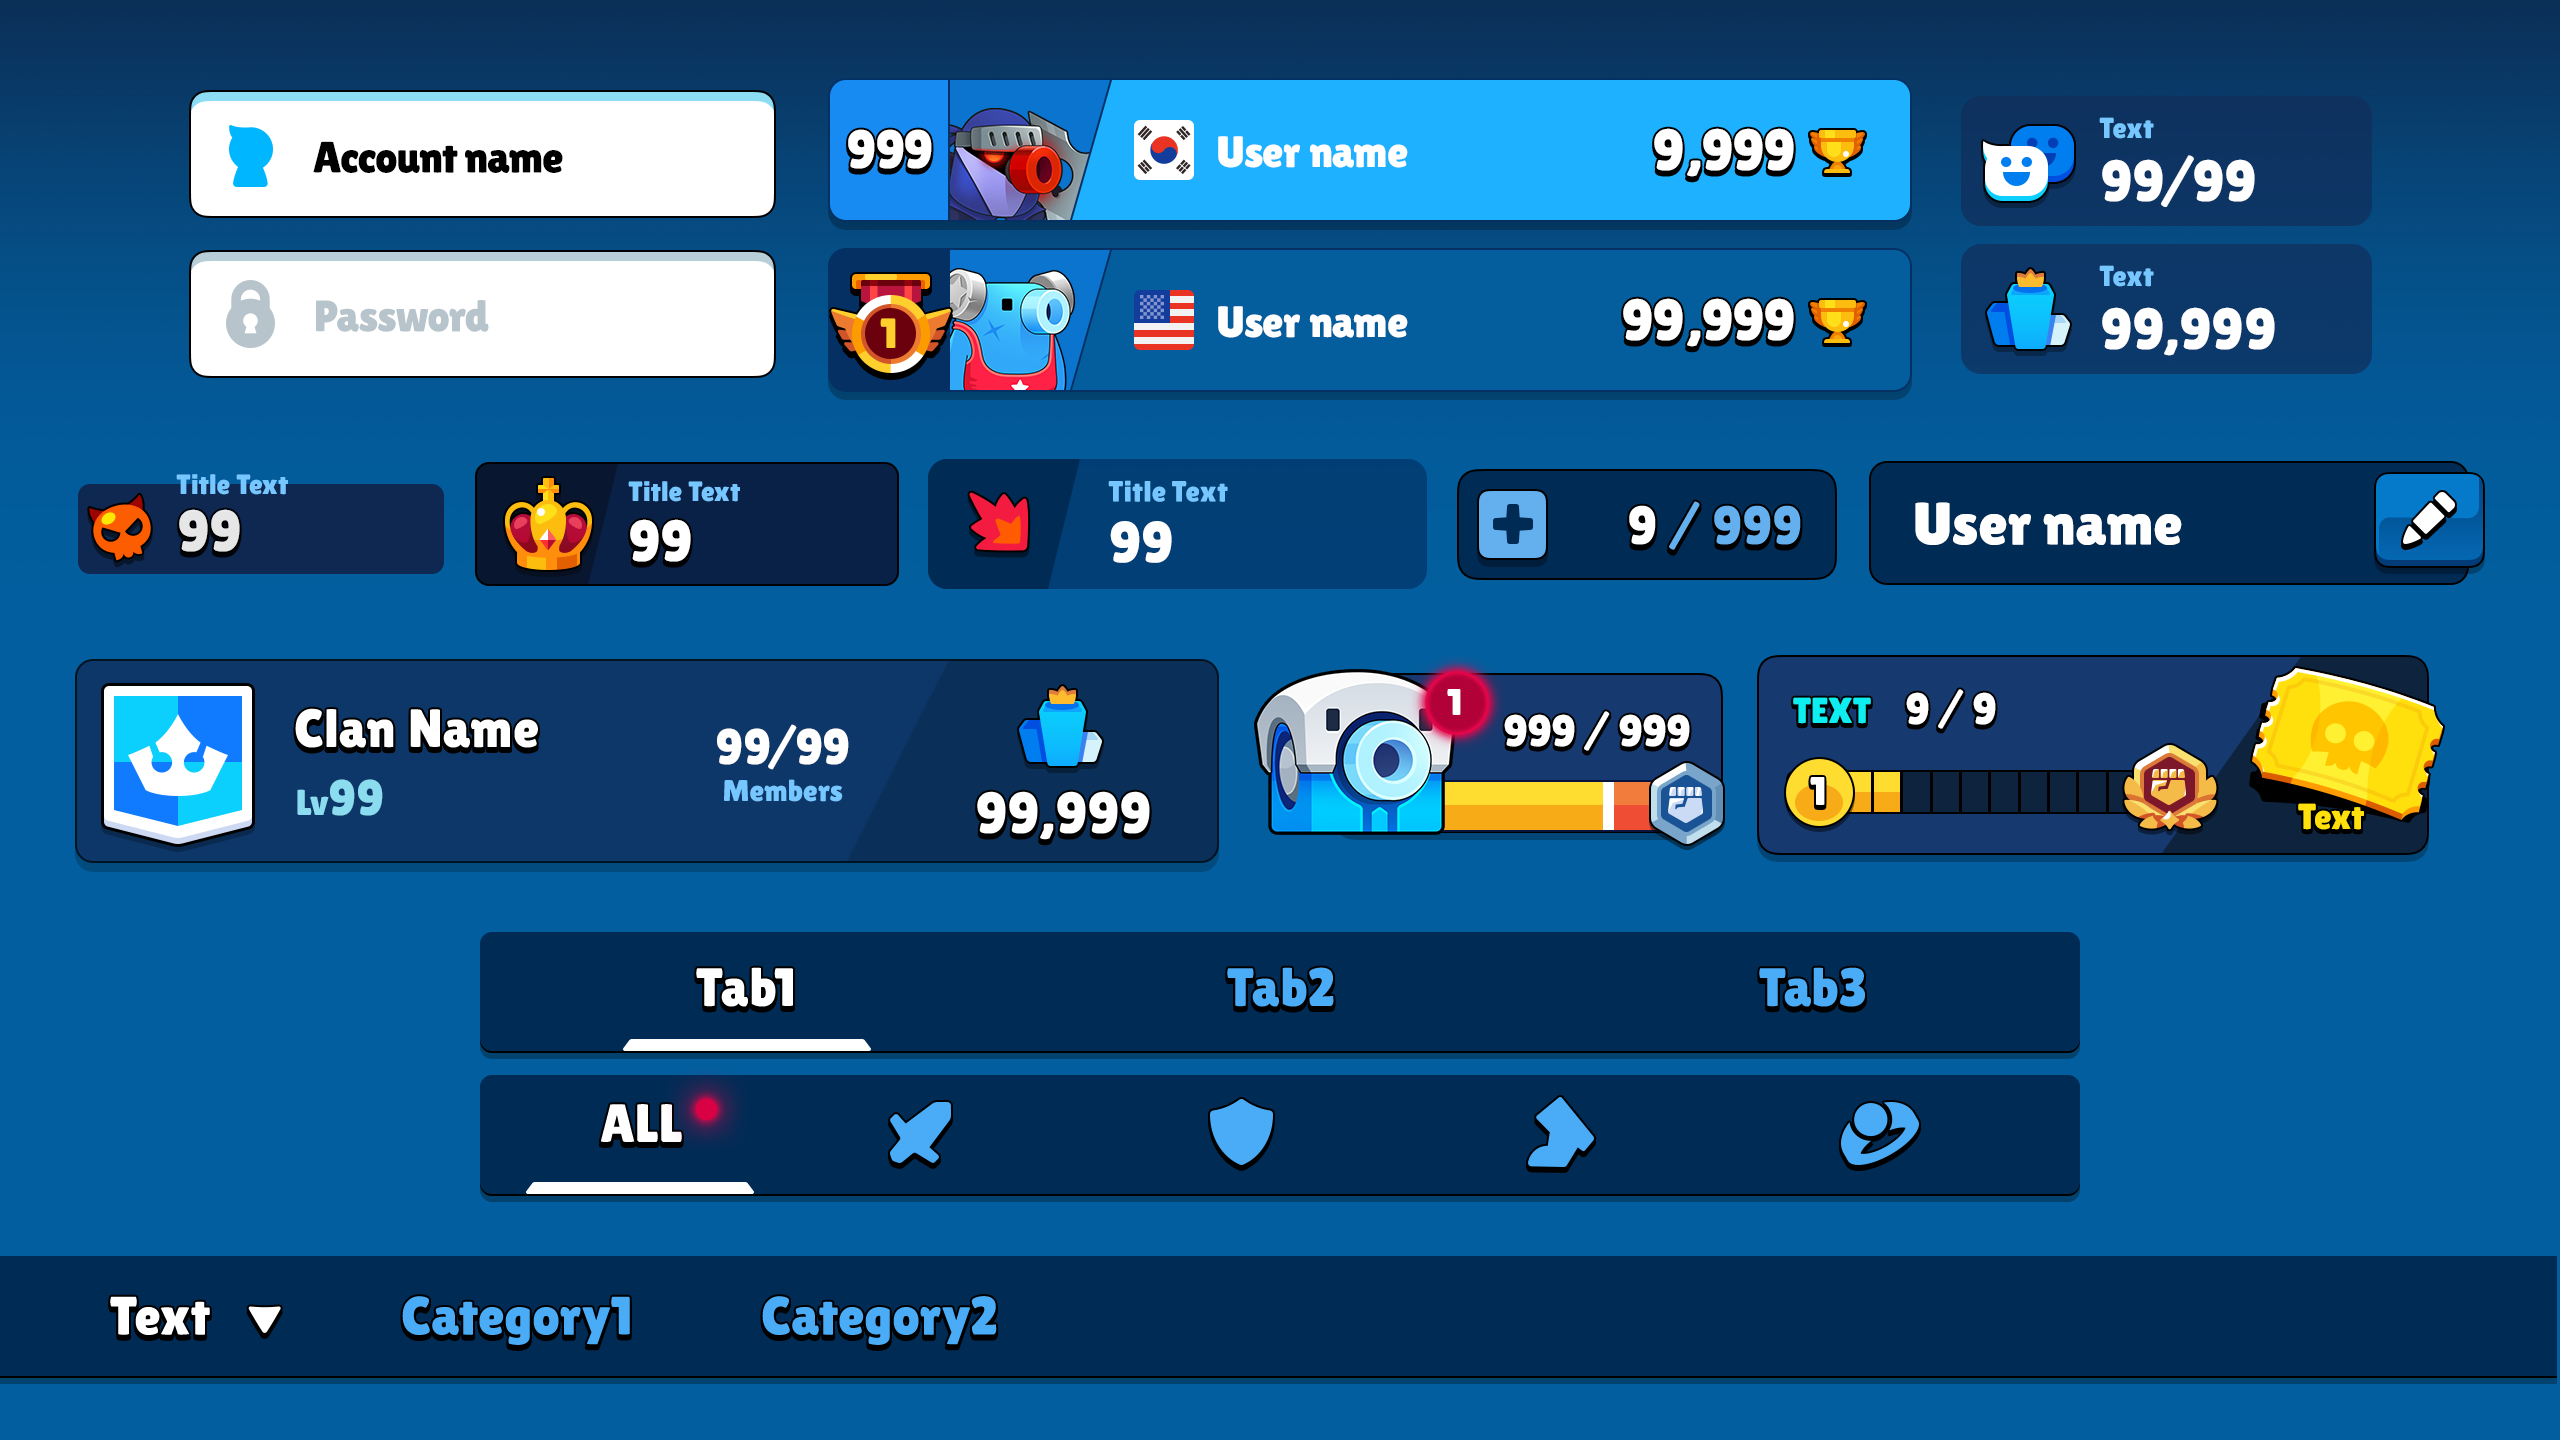 Account name
Password
999
User name
9,999
1
User name
99,999
Text
99/99
Text
99,999
Title Text
99
Title Text
99
Title Text
99
9 / 999
User name
Clan Name
Lv99
99/99
Members
99,999
1
999 / 999
TEXT 9 / 9
1
Text
Tab1 Tab2 Tab3
ALL
Text Category1 Category2